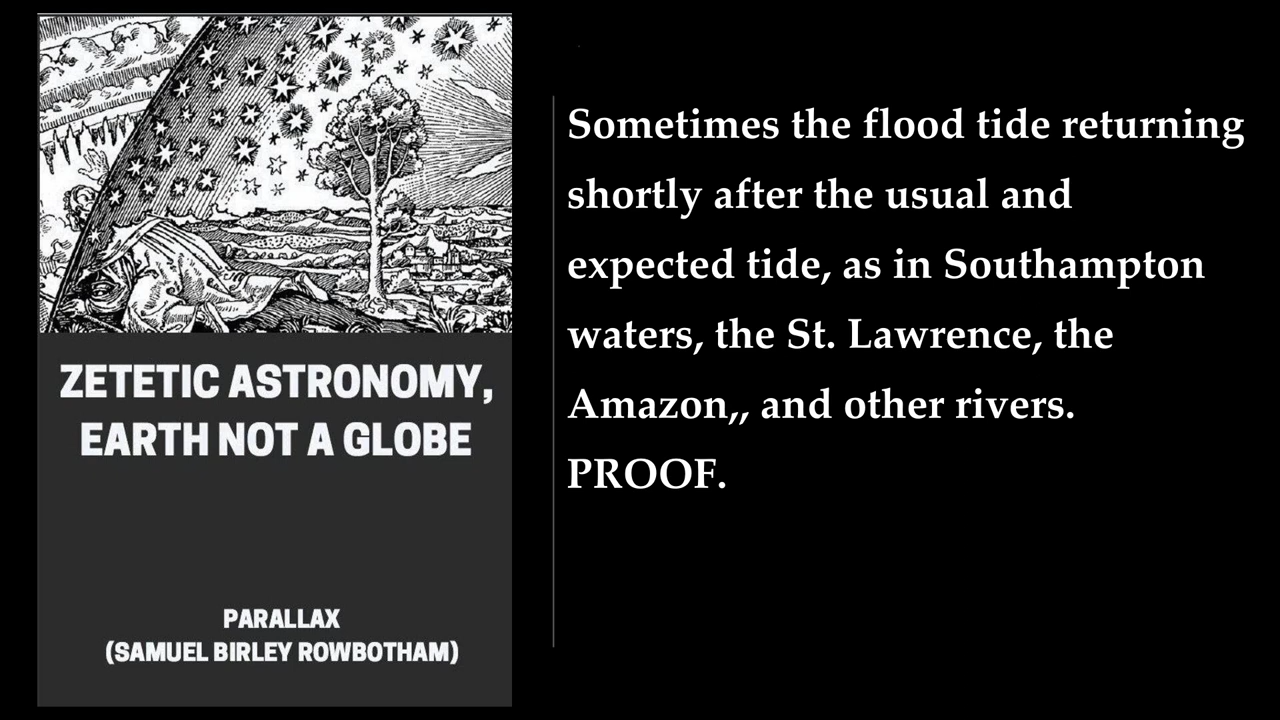 ZETETIC ASTRONOMY,
EARTH NOT A GLOBE
PARALLAX
(SAMUEL BIRLEY ROWBOTHAM)
Sometimes the flood tide returning
shortly after the usual and
expected tide, as in Southampton
waters, the St. Lawrence, the
Amazon,, and other rivers.
PROOF.